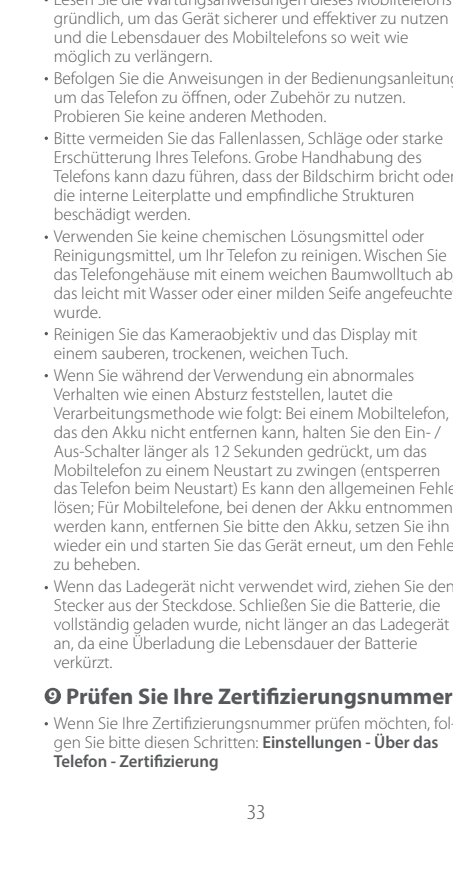 • Lesen Sie die Wartungsanweisungen dieses Mobiltelefons
gründlich, um das Gerät sicherer und effektiver zu nutzen
und die Lebensdauer des Mobiltelefons so weit wie
möglich zu verlängern.
• Befolgen Sie die Anweisungen in der Bedienungsanleitung
um das Telefon zu öffnen, oder Zubehör zu nutzen.
Probieren Sie keine anderen Methoden.
• Bitte vermeiden Sie das Fallenlassen, Schläge oder starke
Erschütterung Ihres Telefons. Grobe Handhabung des
Telefons kann dazu führen, dass der Bildschirm bricht oder
die interne Leiterplatte und empfindliche Strukturen
beschädigt werden.
• Verwenden Sie keine chemischen Lösungsmittel oder
Reinigungsmittel, um Ihr Telefon zu reinigen. Wischen Sie
das Telefongehäuse mit einem weichen Baumwolltuch ab
das leicht mit Wasser oder einer milden Seife angefeuchtet
wurde.
• Reinigen Sie das Kameraobjektiv und das Display mit
einem sauberen, trockenen, weichen Tuch.
• Wenn Sie während der Verwendung ein abnormales
Verhalten wie einen Absturz feststellen, lautet die
Verarbeitungsmethode wie folgt: Bei einem Mobiltelefon,
das den Akku nicht entfernen kann, halten Sie den Ein- /
Aus-Schalter länger als 12 Sekunden gedrückt, um das
Mobiltelefon zu einem Neustart zu zwingen (entsperren
das Telefon beim Neustart) Es kann den allgemeinen Fehle
lösen; Für Mobiltelefone, bei denen der Akku entnommen
werden kann, entfernen Sie bitte den Akku, setzen Sie ihn
wieder ein und starten Sie das Gerät erneut, um den Fehle
zu beheben.
• Wenn das Ladegerät nicht verwendet wird, ziehen Sie den
Stecker aus der Steckdose. Schließen Sie die Batterie, die
vollständig geladen wurde, nicht länger an das Ladegerät
an, da eine Überladung die Lebensdauer der Batterie
verkürzt.
❾ Prüfen Sie Ihre Zertifizierungsnummer
• Wenn Sie Ihre Zertifizierungsnummer prüfen möchten, fol-
gen Sie bitte diesen Schritten: Einstellungen - Über das
Telefon - Zertifizierung
33